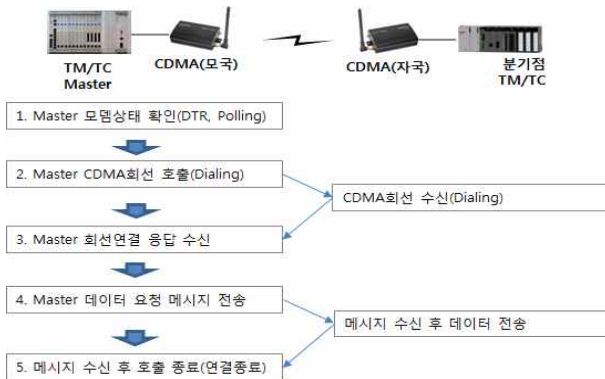 CDMA(모국)
CDMA(자국)
TM/TC
Master
분기점
TM/TC
1. Master 모뎀상태 확인(DTR, Polling)
2. Master CDMA회선 호출(Dialing)
CDMA회선 수신(Dialing)
3. Master 회선연결 응답 수신
4. Master 데이터 요청 메시지 전송
메시지 수신 후 데이터 전송
5. 메시지 수신 후 호출 종료(연결종료)